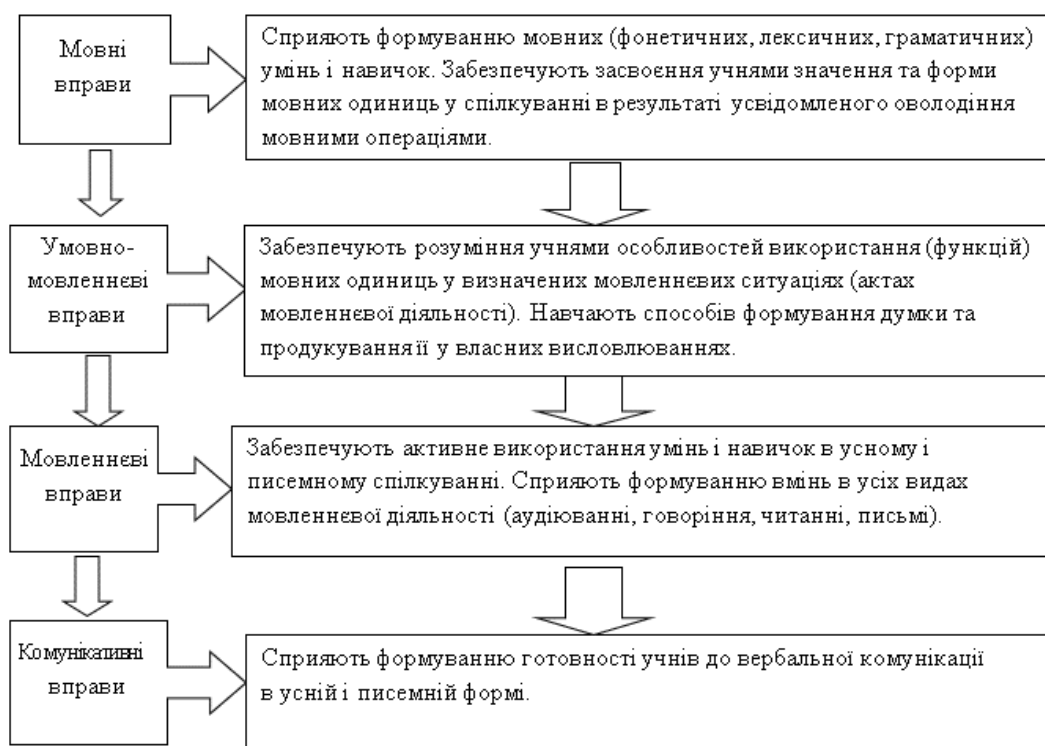 Мовні
вправи
Сприяють формуванню мовних (фонетичних, лексичних, граматичних)
умінь і навичок. Забезпечують засвоєння учнями значення та форми
мовних одиниць у спілкуванні в результаті усвідомленого оволодіння
мовними операціями.
Умовно-
мовленнєві
вправи
Забезпечують розуміння учнями особливостей використання (функцій)
мовних одиниць у визначених мовленнєвих ситуаціях (актах
мовленнєвої діяльності). Навчають способів формування думки та
продукування її у власних висловлюваннях.
Мовленнєві
вправи
Забезпечують активне використання умінь і навичок в усному і
писемному спілкуванні. Сприяють формуванню вмінь в усіх видах
мовленнєвої діяльності (аудіюванні, говоріння, читанні, письмі).
Комунікативні
вправи
Сприяють формуванню готовності учнів до вербальної комунікації
в усній і писемній формі.